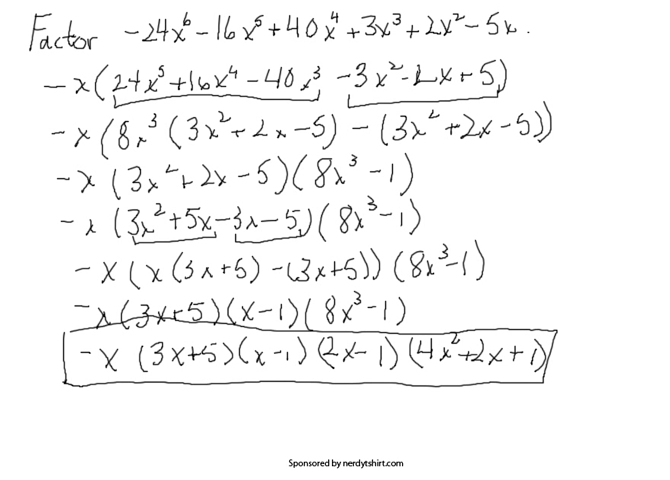 Factor -24x⁶ - 16x⁵ + 40x⁴ + 3x³ + 2x² - 5x.
-x(24x⁵ + 16x⁴ - 40x³ - 3x² - 2x + 5)
-x(8x³(3x² + 2x - 5) - (3x² + 2x - 5))
-x(3x² + 2x - 5)(8x³ - 1)
-x(3x² + 5x - 3x - 5)(8x³ - 1)
-x(x(3x + 5) - (3x + 5))(8x³ - 1)
-x(3x + 5)(x - 1)(8x³ - 1)
-x(3x + 5)(x - 1)(2x - 1)(4x² + 2x + 1)
Sponsored by nerdytshirt.com